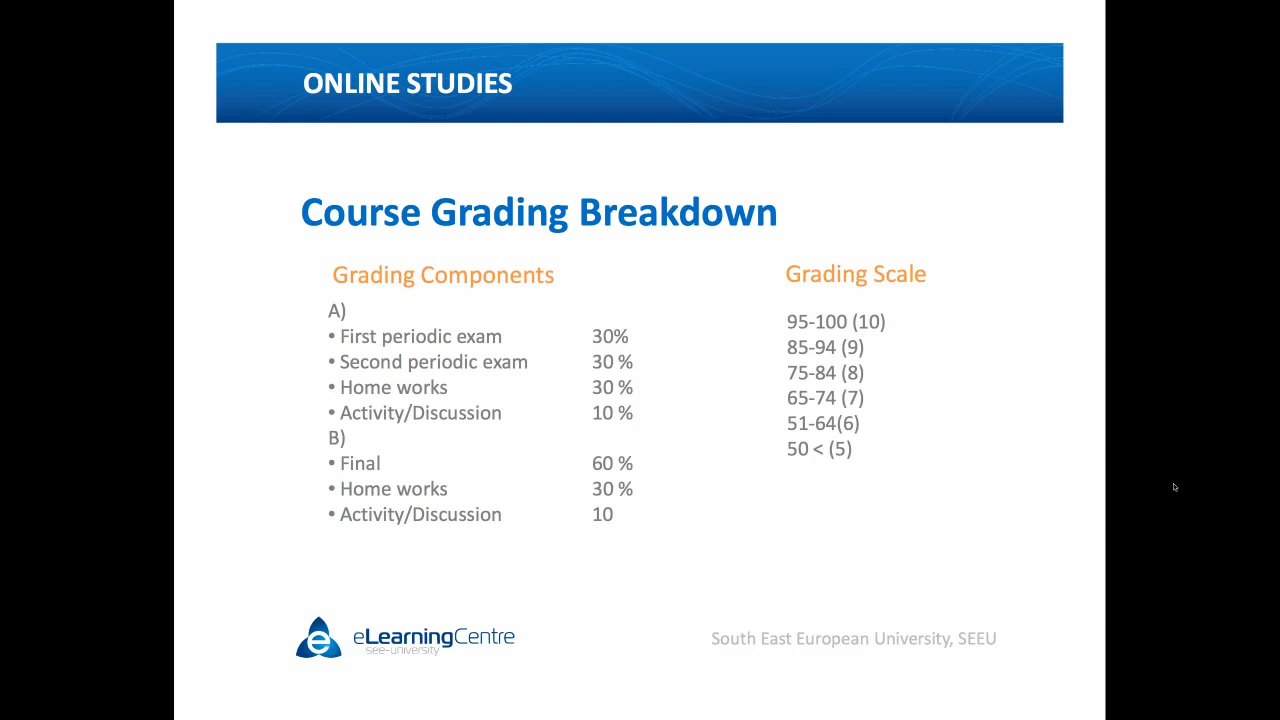 ONLINE STUDIES
Course Grading Breakdown
Grading Components
A)
• First periodic exam 30%
• Second periodic exam 30 %
• Home works 30 %
• Activity/Discussion 10 %
B)
• Final 60 %
• Home works 30 %
• Activity/Discussion 10
Grading Scale
95-100 (10)
85-94 (9)
75-84 (8)
65-74 (7)
51-64(6)
50 < (5)
e eLearningCentre
see-university
South East European University, SEEU